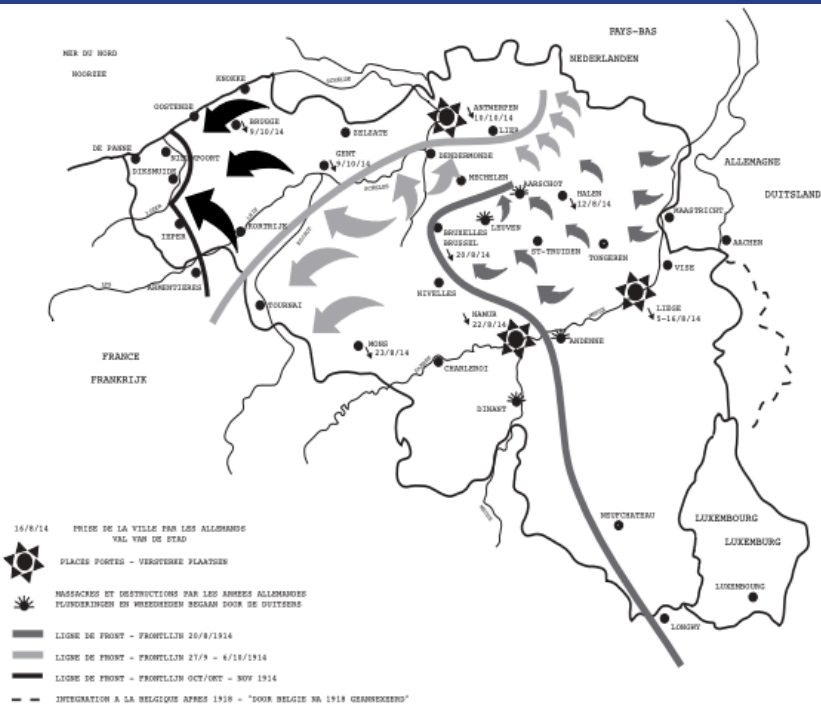 PAYS-BAS
NEDERLANDEN
MER DU NORD
NOORZEE
KNOKKE
OOSTENDE
BRUGGE
9/10/14
ZELZATE
ANTWERPEN
18/10/14
LIER
DE PANNE
NIEUWPOORT
DIKSMUIDE
GENT
9/10/14
DENDERMONDE
MECHELEN
AARSCHOT
HALEN
12/8/14
ALLEMAGNE
DUITSLAND
SCHELDE
SCHELDE
IEPER
KORTRIJK
LEUVEN
BRUXELLES
BRUSSEL
20/8/14
ST-TRUIDEN
TONGEREN
MAASTRICHT
AACHEN
VISE
ARMENTIERES
TOURNAI
NIVELLES
LIEGE
5-16/8/14
NAMUR
22/8/14
ANDENNE
MONS
23/8/14
CHARLEROI
DINANT
FRANCE
FRANKRIJK
NEUFCHATEAU
LUXEMBOURG
LUXEMBURG
LUXEMBOURG
LONGWY
16/8/14 PRISE DE LA VILLE PAR LES ALLEMANDS
VAL VAN DE STAD
PLACES FORTES - VERSTERKE PLAATSEN
MASSACRES ET DESTRUCTIONS PAR LES ARMEES ALLEMANDES
PLUNDERINGEN EN WREEDHEDEN BEGAAN DOOR DE DUITSERS
LIGNE DE FRONT - FRONTLIJN 20/8/1914
LIGNE DE FRONT - FRONTLIJN 27/9 - 6/10/1914
LIGNE DE FRONT - FRONTLIJN OCT/OKT - NOV 1914
INTEGRATION A LA BELGIQUE APRES 1918 - "DOOR BELGIE NA 1918 GEANNEXEERD"